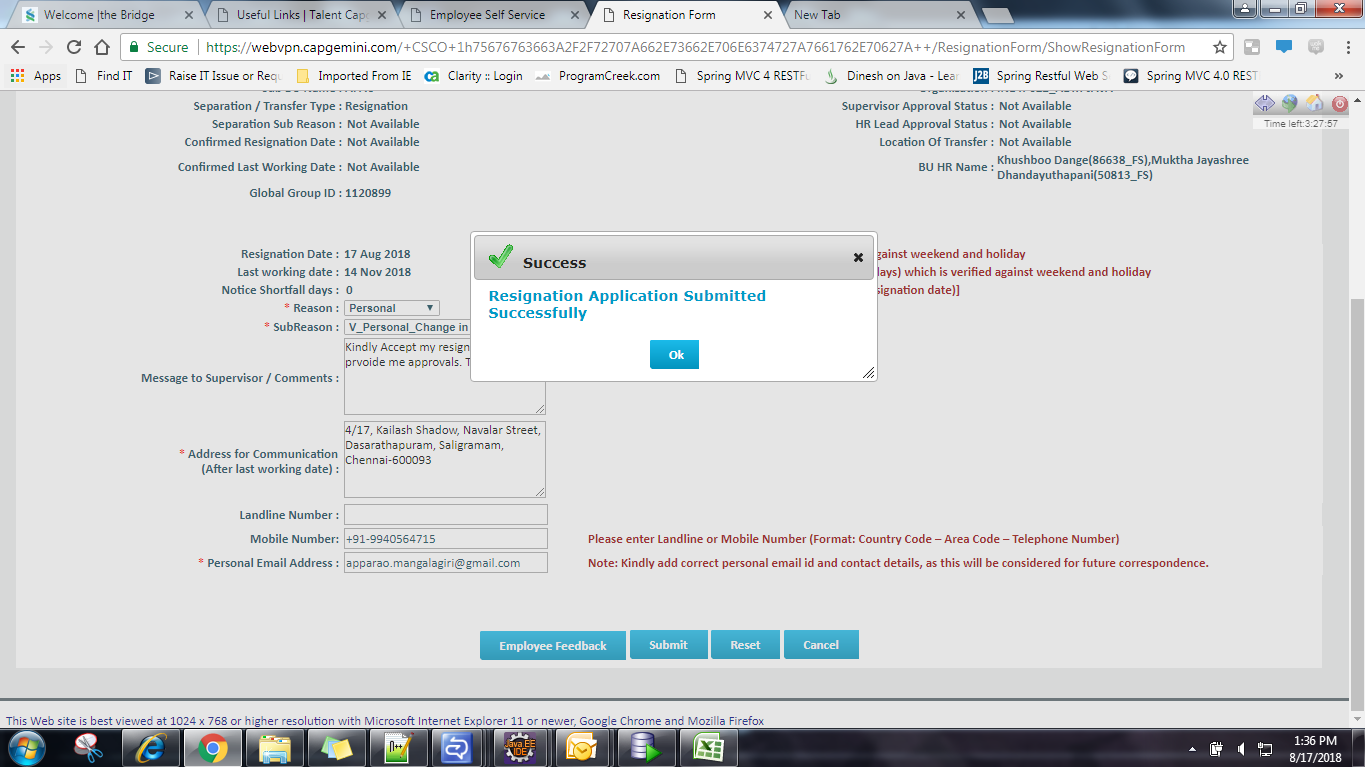 Welcome |the Bridge
Useful Links | Talent Cap
Employee Self Service
Resignation Form
New Tab
Secure
https://webvpn.capgemini.com/+CSCO+1h75676763663A2F2F72707A662E73662E706E6374727A7661762E70627A++/ResignationForm/ShowResignationForm
Apps
Find IT
Raise IT Issue or Requ
Imported From IE
ca
Clarity :: Login
ProgramCreek.com
Spring MVC 4 RESTFu
Dinesh on Java - Lear
J2B
Spring Restful Web S
Spring MVC 4.0 REST
»
Time left:3:27:57
Separation / Transfer Type : Resignation
Supervisor Approval Status : Not Available
Separation Sub Reason : Not Available
HR Lead Approval Status : Not Available
Confirmed Resignation Date : Not Available
Location Of Transfer : Not Available
Confirmed Last Working Date : Not Available
BU HR Name : Khushboo Dange(86638_FS),Muktha Jayashree
Dhandayuthapani(50813_FS)
Global Group ID : 1120899
Resignation Date : 17 Aug 2018
gainst weekend and holiday
Last working date : 14 Nov 2018
lays) which is verified against weekend and holiday
Notice Shortfall days : 0
signation date)]
* Reason : Personal
* SubReason : V_Personal_Change in
Success
Resignation Application Submitted
Successfully
Ok
Message to Supervisor / Comments :
Kindly Accept my resign
prvoide me approvals. T
* Address for Communication
(After last working date) :
4/17, Kailash Shadow, Navalar Street,
Dasarathapuram, Saligramam,
Chennai-600093
Landline Number :
Mobile Number: +91-9940564715
Please enter Landline or Mobile Number (Format: Country Code – Area Code – Telephone Number)
* Personal Email Address : apparao.mangalagiri@gmail.com
Note: Kindly add correct personal email id and contact details, as this will be considered for future correspondence.
Employee Feedback
Submit
Reset
Cancel
This Web site is best viewed at 1024 x 768 or higher resolution with Microsoft Internet Explorer 11 or newer, Google Chrome and Mozilla Firefox
Java EE
IDE
1:36 PM
8/17/2018